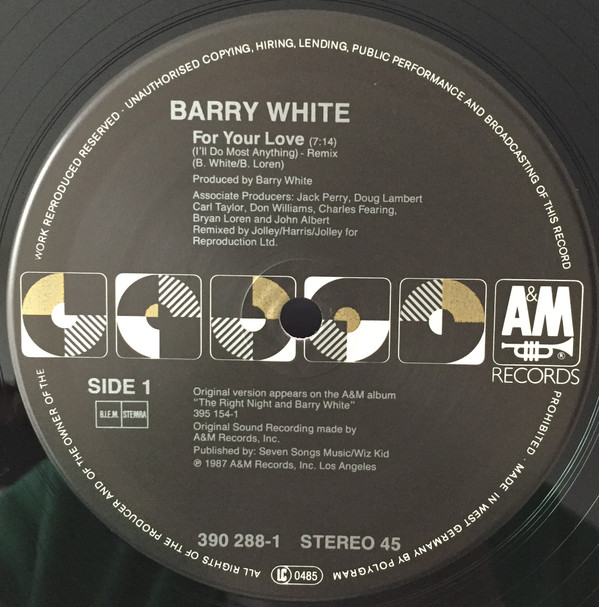 WORK REPRODUCED RESERVED - UNAUTHORISED COPYING, HIRING, LENDING, PUBLIC PERFORMANCE AND BROADCASTING OF THIS RECORD
BARRY WHITE
For Your Love (7:14)
(I'll Do Most Anything) - Remix
(B. White/B. Loren)
Produced by Barry White
Associate Producers: Jack Perry, Doug Lambert
Carl Taylor, Don Williams, Charles Fearing,
Bryan Loren and John Albert
Remixed by Jolley/Harris/Jolley for
Reproduction Ltd.
A&M
®
RECORDS
SIDE 1
B.I.E.M. STEMRA
Original version appears on the A&M album
"The Right Night and Barry White"
395 154-1
Original Sound Recording made by
A&M Records, Inc.
Published by: Seven Songs Music/Wiz Kid
℗ 1987 A&M Records, Inc. Los Angeles
390 288-1 STEREO 45
PROHIBITED - MADE IN WEST GERMANY BY POLYGRAM
LC 0485
ALL RIGHTS OF THE PRODUCER AND OF THE OWNER OF THE